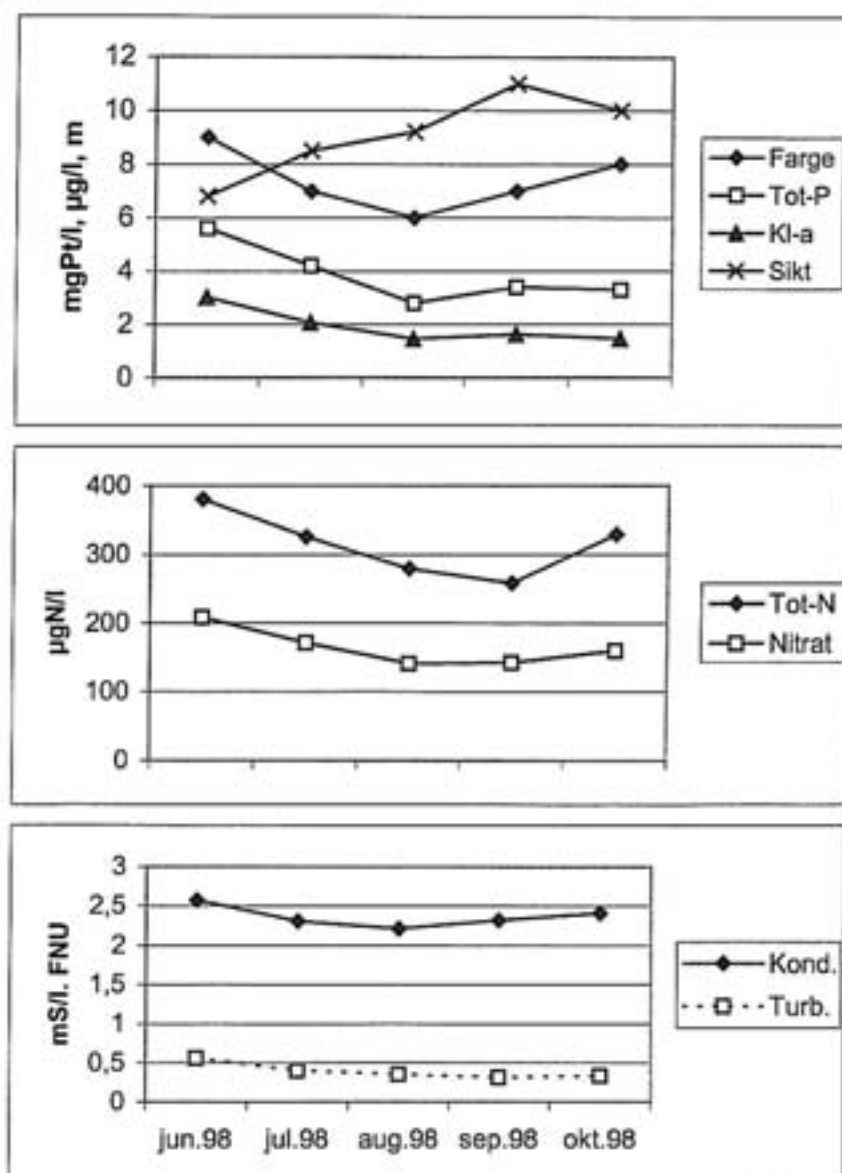 mgPt/l, µg/l, m
12
10
8
6
4
2
0
Farge
Tot-P
Kl-a
Sikt
µgN/l
400
300
200
100
0
Tot-N
Nitrat
mS/l. FNU
3
2,5
2
1,5
1
0,5
0
jun.98 jul.98 aug.98 sep.98 okt.98
Kond.
Turb.